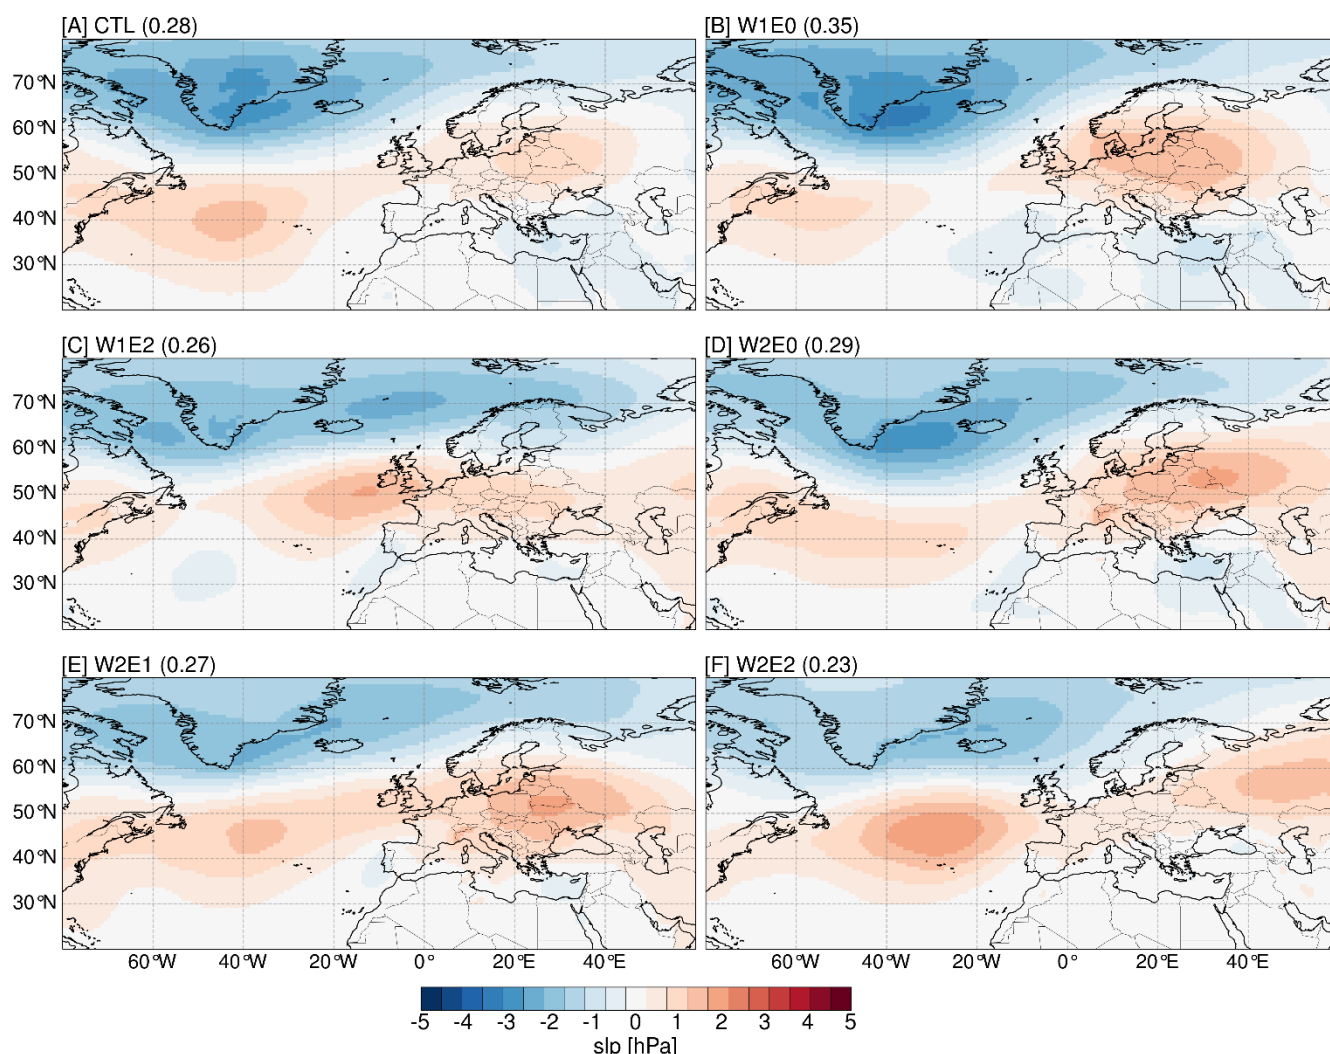 [A] CTL (0.28)
[B] W1E0 (0.35)
70°N
60°N
50°N
40°N
30°N
[C] W1E2 (0.26)
[D] W2E0 (0.29)
70°N
60°N
50°N
40°N
30°N
[E] W2E1 (0.27)
[F] W2E2 (0.23)
70°N
60°N
50°N
40°N
30°N
60°W 40°W 20°W 0° 20°E 40°E 60°W 40°W 20°W 0° 20°E 40°E
-5 -4 -3 -2 -1 0 1 2 3 4 5
slp [hPa]